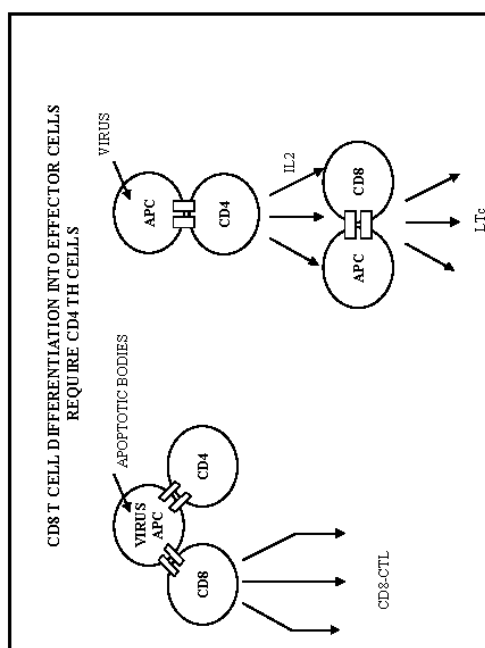 CD8 T CELL DIFFERENTIATION INTO EFFECTOR CELLS
REQUIRE CD4 TH CELLS
APOPTOTIC BODIES
VIRUS
APC
CD8
CD4
CD8-CTL
VIRUS
APC
CD4
IL2
APC
CD8
LTc